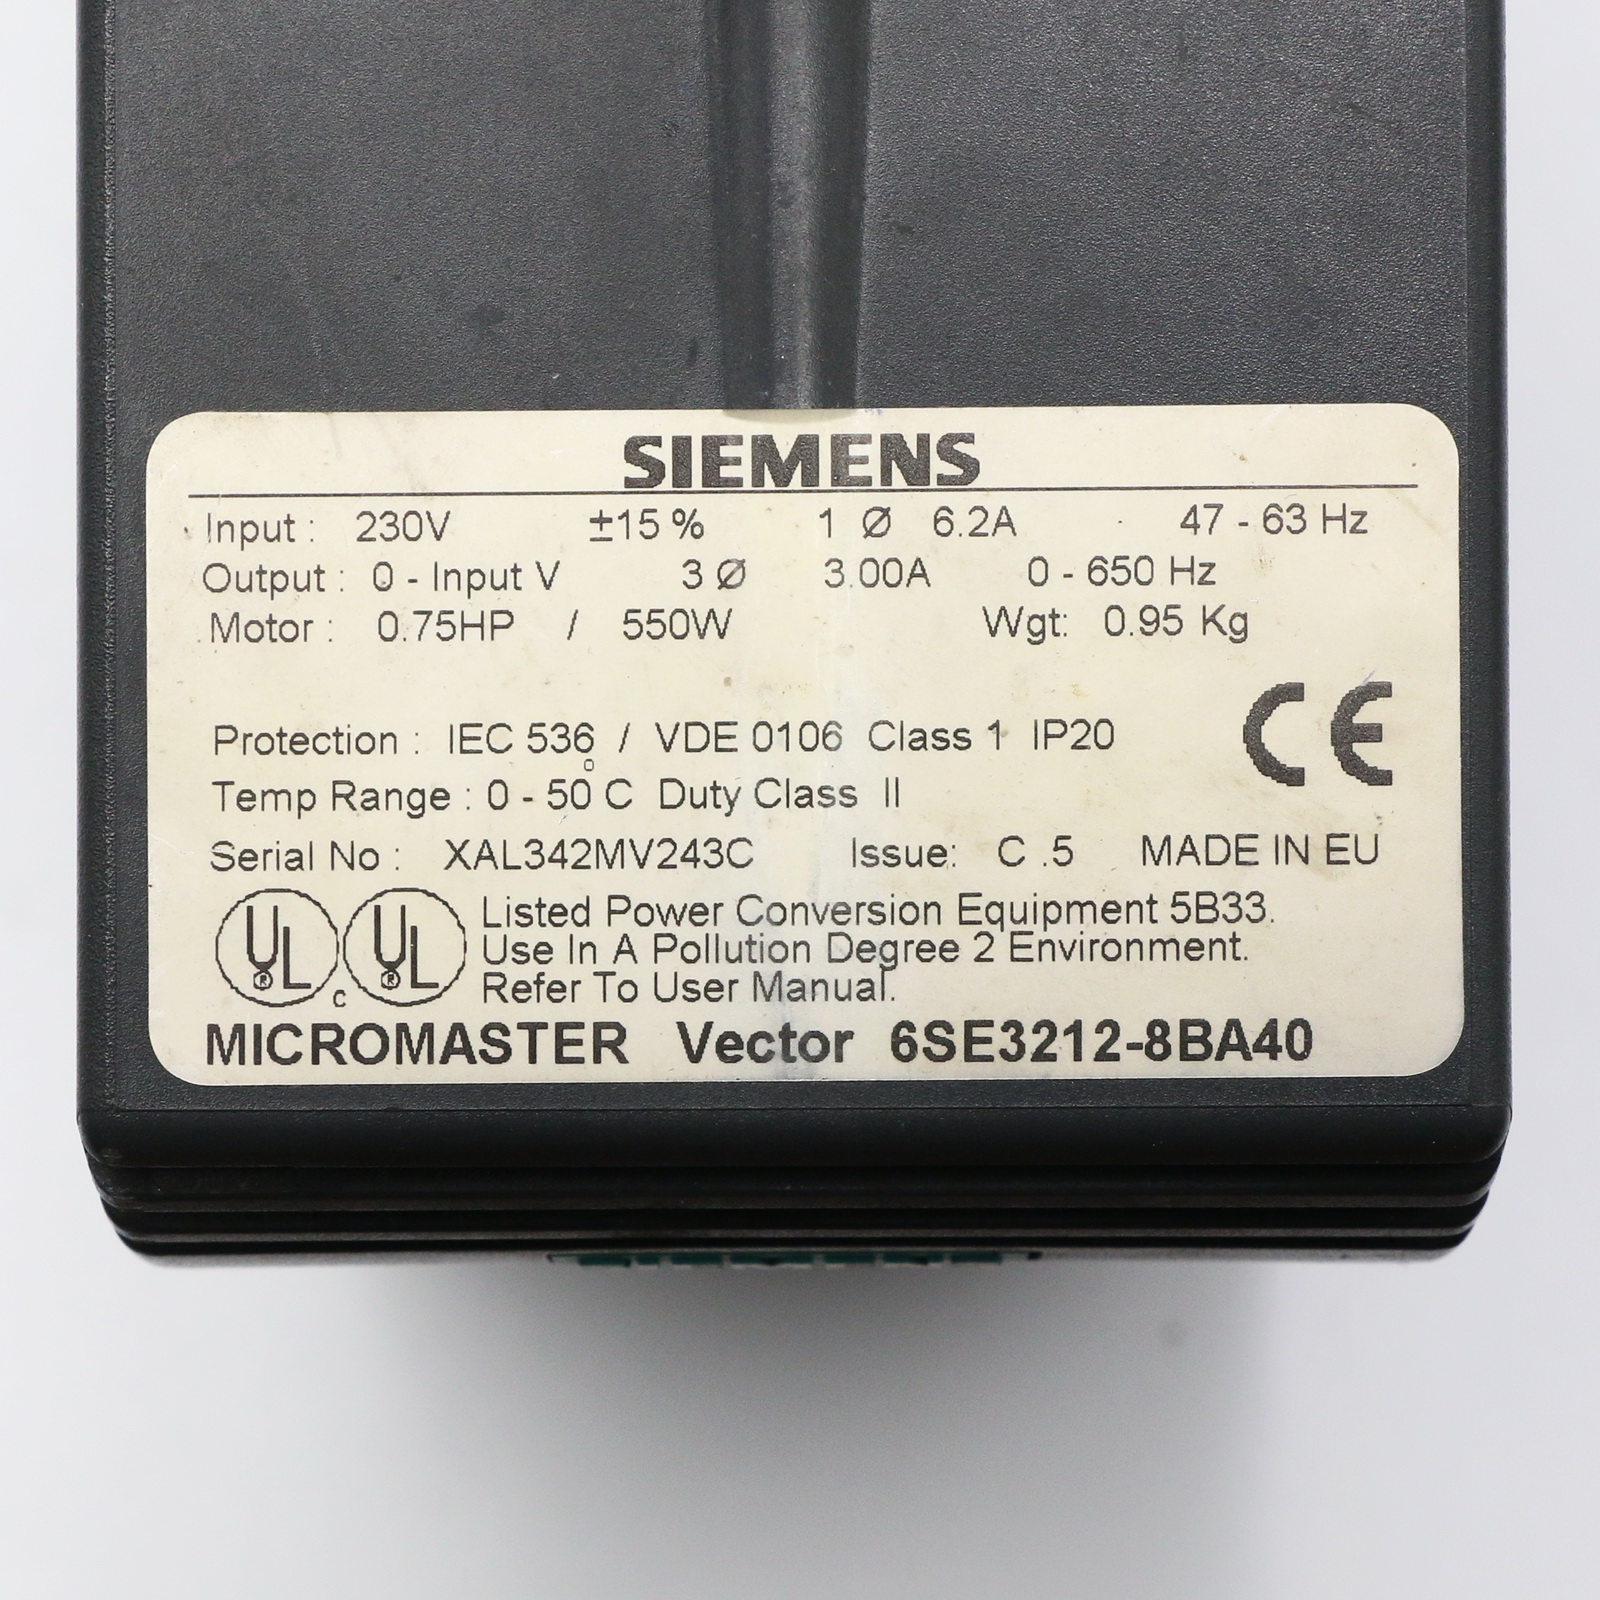 SIEMENS
Input : 230V ±15 % 1 Ø 6.2A 47 - 63 Hz
Output : 0 - Input V 3 Ø 3.00A 0 - 650 Hz
Motor : 0.75HP / 550W Wgt: 0.95 Kg
Protection : IEC 536 / VDE 0106 Class 1 IP20
CE
Temp Range : 0 - 50°C Duty Class II
Serial No : XAL342MV243C Issue: C .5 MADE IN EU
UL ® c UL ® Listed Power Conversion Equipment 5B33.
Use In A Pollution Degree 2 Environment.
Refer To User Manual.
MICROMASTER Vector 6SE3212-8BA40